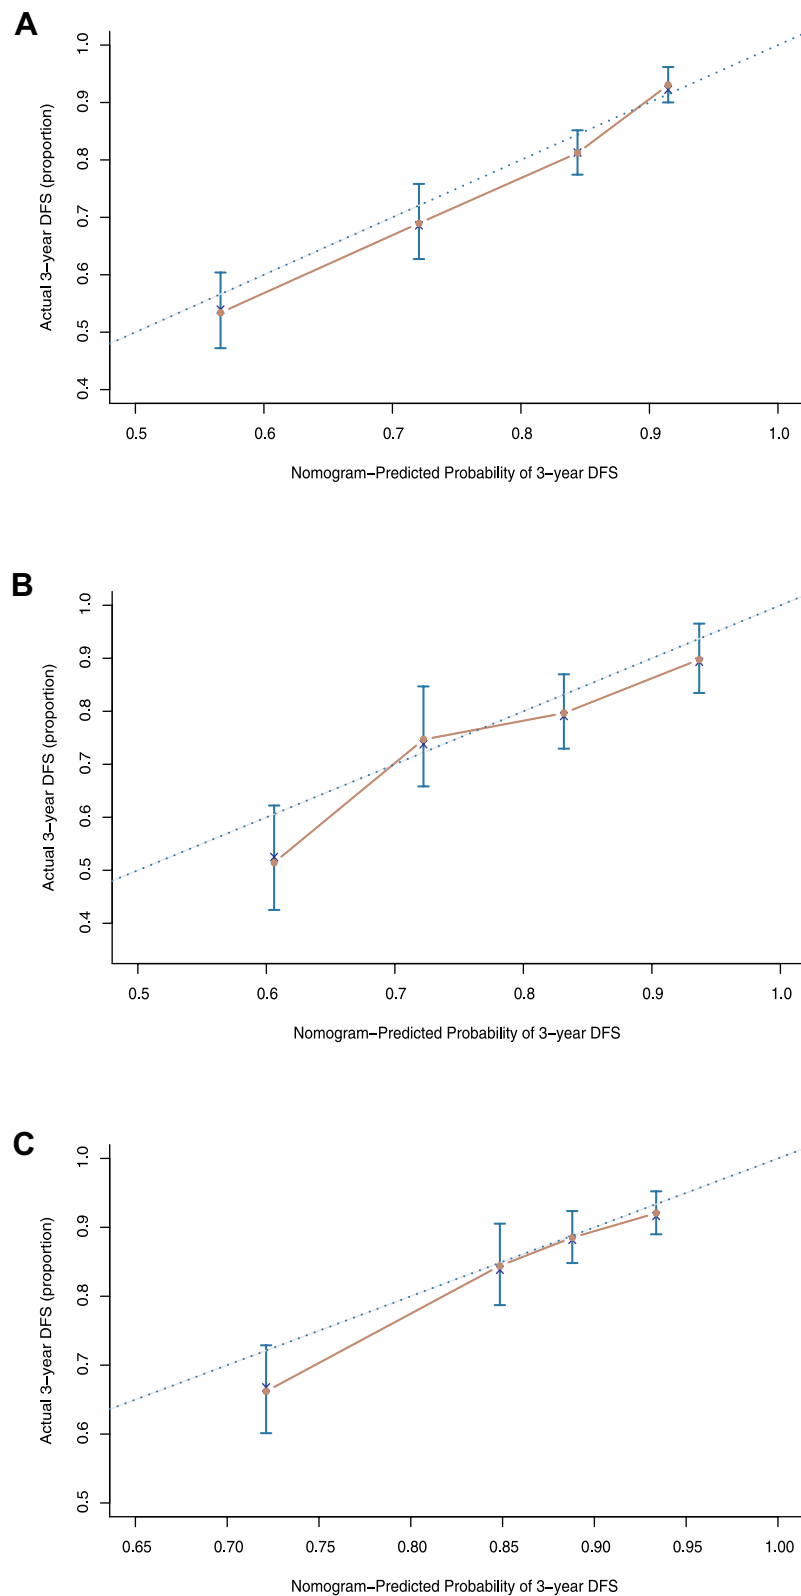 A
Actual 3−year DFS (proportion)
1.0
0.9
0.8
0.7
0.6
0.5
0.4
0.5 0.6 0.7 0.8 0.9 1.0
Nomogram−Predicted Probability of 3−year DFS
B
Actual 3−year DFS (proportion)
1.0
0.9
0.8
0.7
0.6
0.5
0.4
0.5 0.6 0.7 0.8 0.9 1.0
Nomogram−Predicted Probability of 3−year DFS
C
Actual 3−year DFS (proportion)
1.0
0.9
0.8
0.7
0.6
0.5
0.65 0.70 0.75 0.80 0.85 0.90 0.95 1.00
Nomogram−Predicted Probability of 3−year DFS